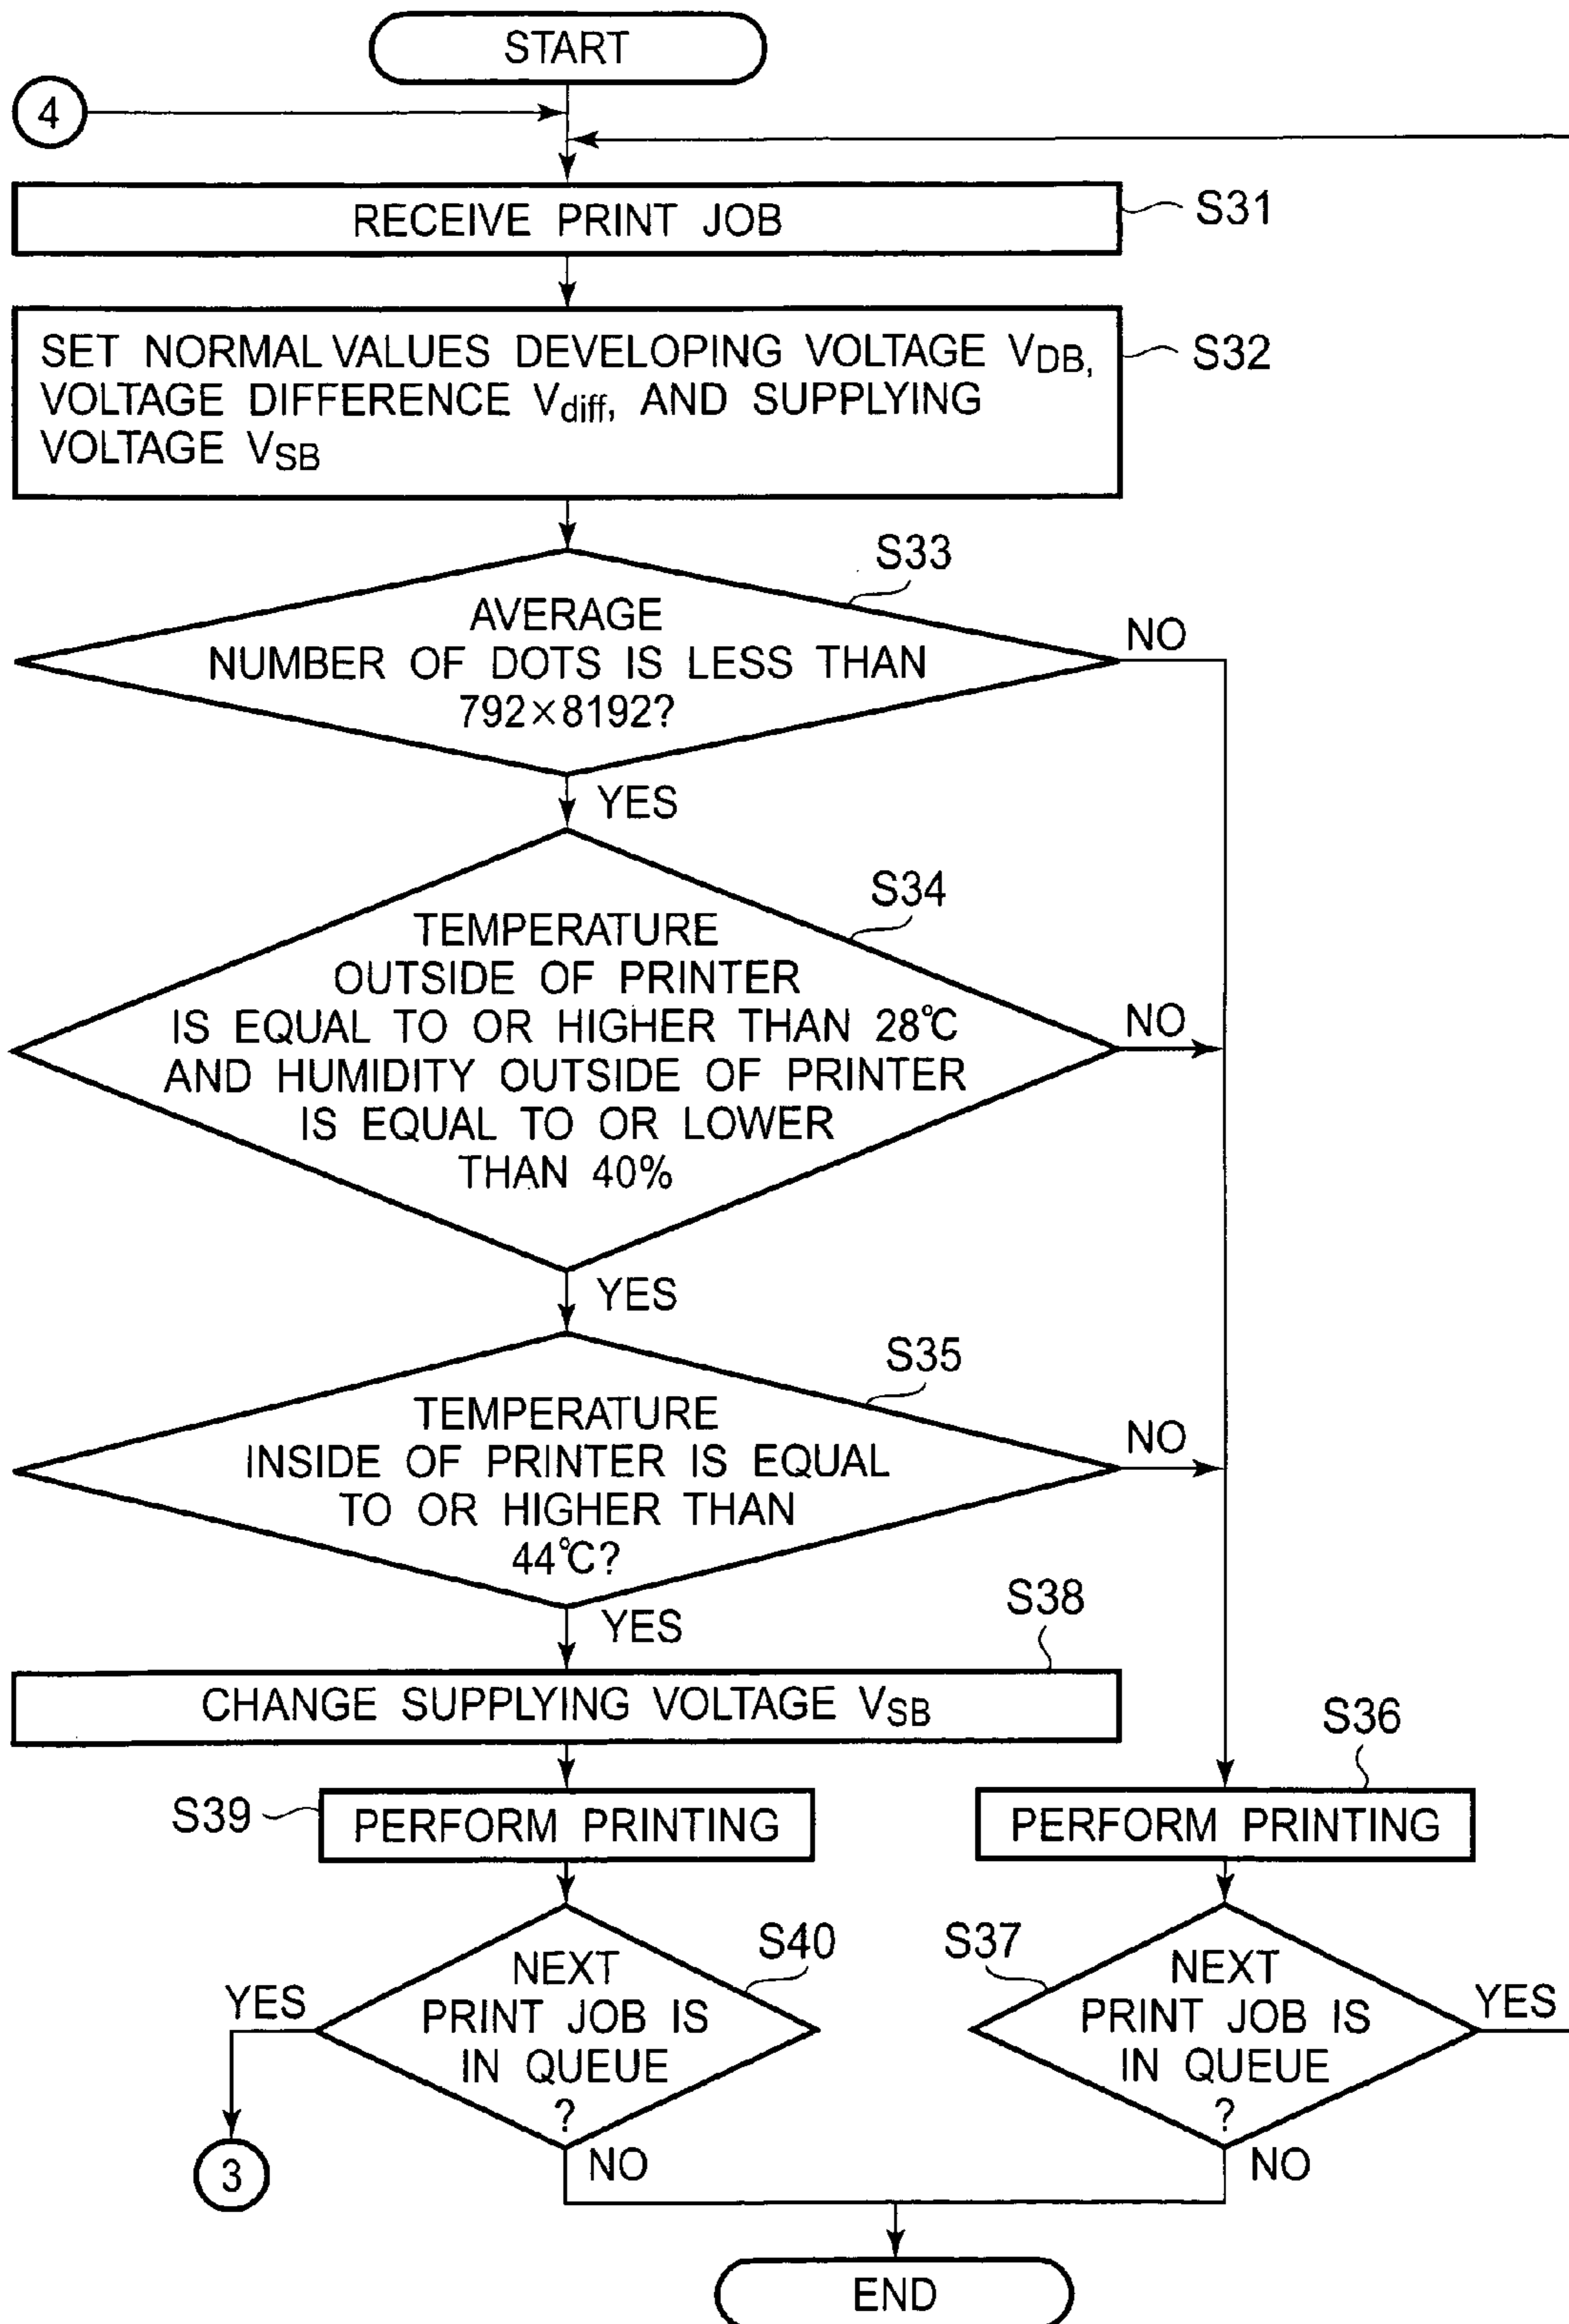 START
4
RECEIVE PRINT JOB
S31
SET NORMAL VALUES DEVELOPING VOLTAGE VDB,
VOLTAGE DIFFERENCE Vdiff, AND SUPPLYING
VOLTAGE VSB
S32
S33
AVERAGE
NUMBER OF DOTS IS LESS THAN
792×8192?
NO
YES
S34
TEMPERATURE
OUTSIDE OF PRINTER
IS EQUAL TO OR HIGHER THAN 28℃
AND HUMIDITY OUTSIDE OF PRINTER
IS EQUAL TO OR LOWER
THAN 40%
NO
YES
S35
TEMPERATURE
INSIDE OF PRINTER IS EQUAL
TO OR HIGHER THAN
44℃?
NO
YES
S38
CHANGE SUPPLYING VOLTAGE VSB
S36
S39
PERFORM PRINTING
PERFORM PRINTING
S40
NEXT
PRINT JOB IS
IN QUEUE
?
YES
NO
3
S37
NEXT
PRINT JOB IS
IN QUEUE
?
YES
NO
END